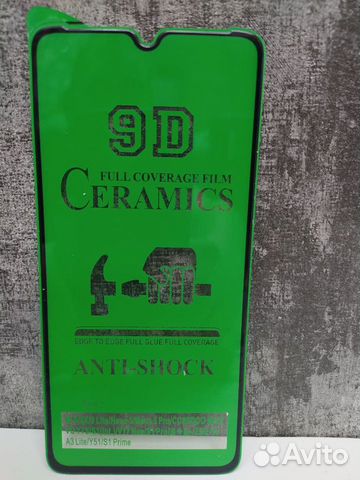 9D
FULL COVERAGE FILM
CERAMICS
EDGE TO EDGE FULL GLUE FULL COVERAGE
ANTI-SHOCK
A3 Lite/Y51/S1 Prime
Avito